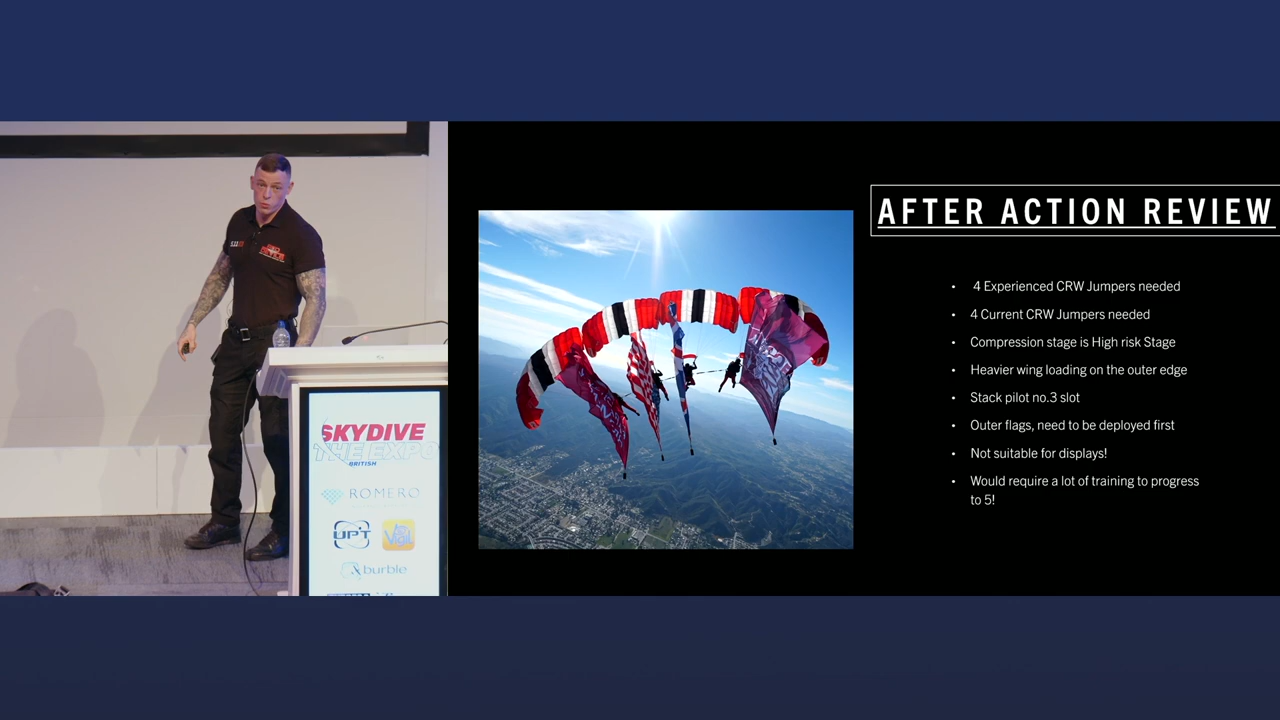 AFTER ACTION REVIEW
• 4 Experienced CRW Jumpers needed
• 4 Current CRW Jumpers needed
• Compression stage is High risk Stage
• Heavier wing loading on the outer edge
• Stack pilot no.3 slot
• Outer flags, need to be deployed first
• Not suitable for displays!
• Would require a lot of training to progress
to 5!
SKYDIVE
THE EXPO
BRITISH
ROMERO
UPT
Vigil
burble